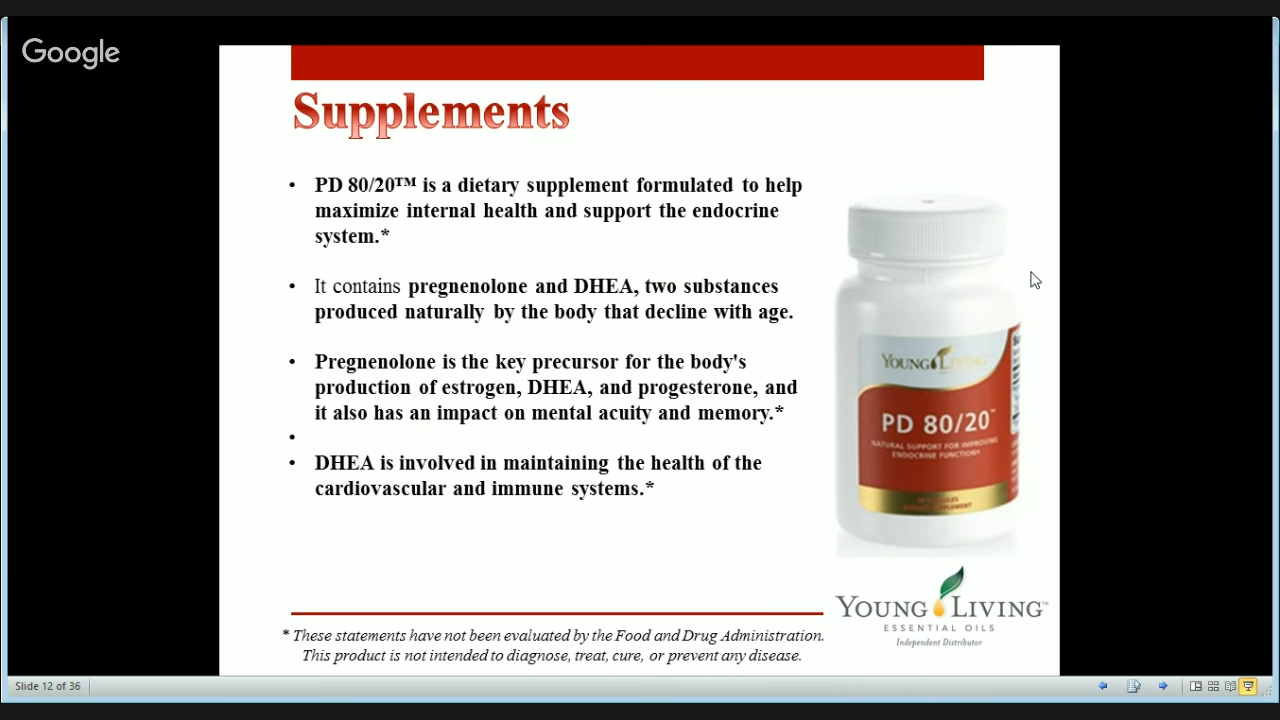 Google
Supplements
• PD 80/20™ is a dietary supplement formulated to help
maximize internal health and support the endocrine
system.*
• It contains pregnenolone and DHEA, two substances
produced naturally by the body that decline with age.
• Pregnenolone is the key precursor for the body's
production of estrogen, DHEA, and progesterone, and
it also has an impact on mental acuity and memory.*
•
• DHEA is involved in maintaining the health of the
cardiovascular and immune systems.*
YOUNG LIVING
PD 80/20™
NATURAL SUPPORT FOR IMPROVING
ENDOCRINE FUNCTION*
DIETARY SUPPLEMENT
YOUNG LIVING™
ESSENTIAL OILS
Independent Distributor
* These statements have not been evaluated by the Food and Drug Administration.
This product is not intended to diagnose, treat, cure, or prevent any disease.
Slide 12 of 36